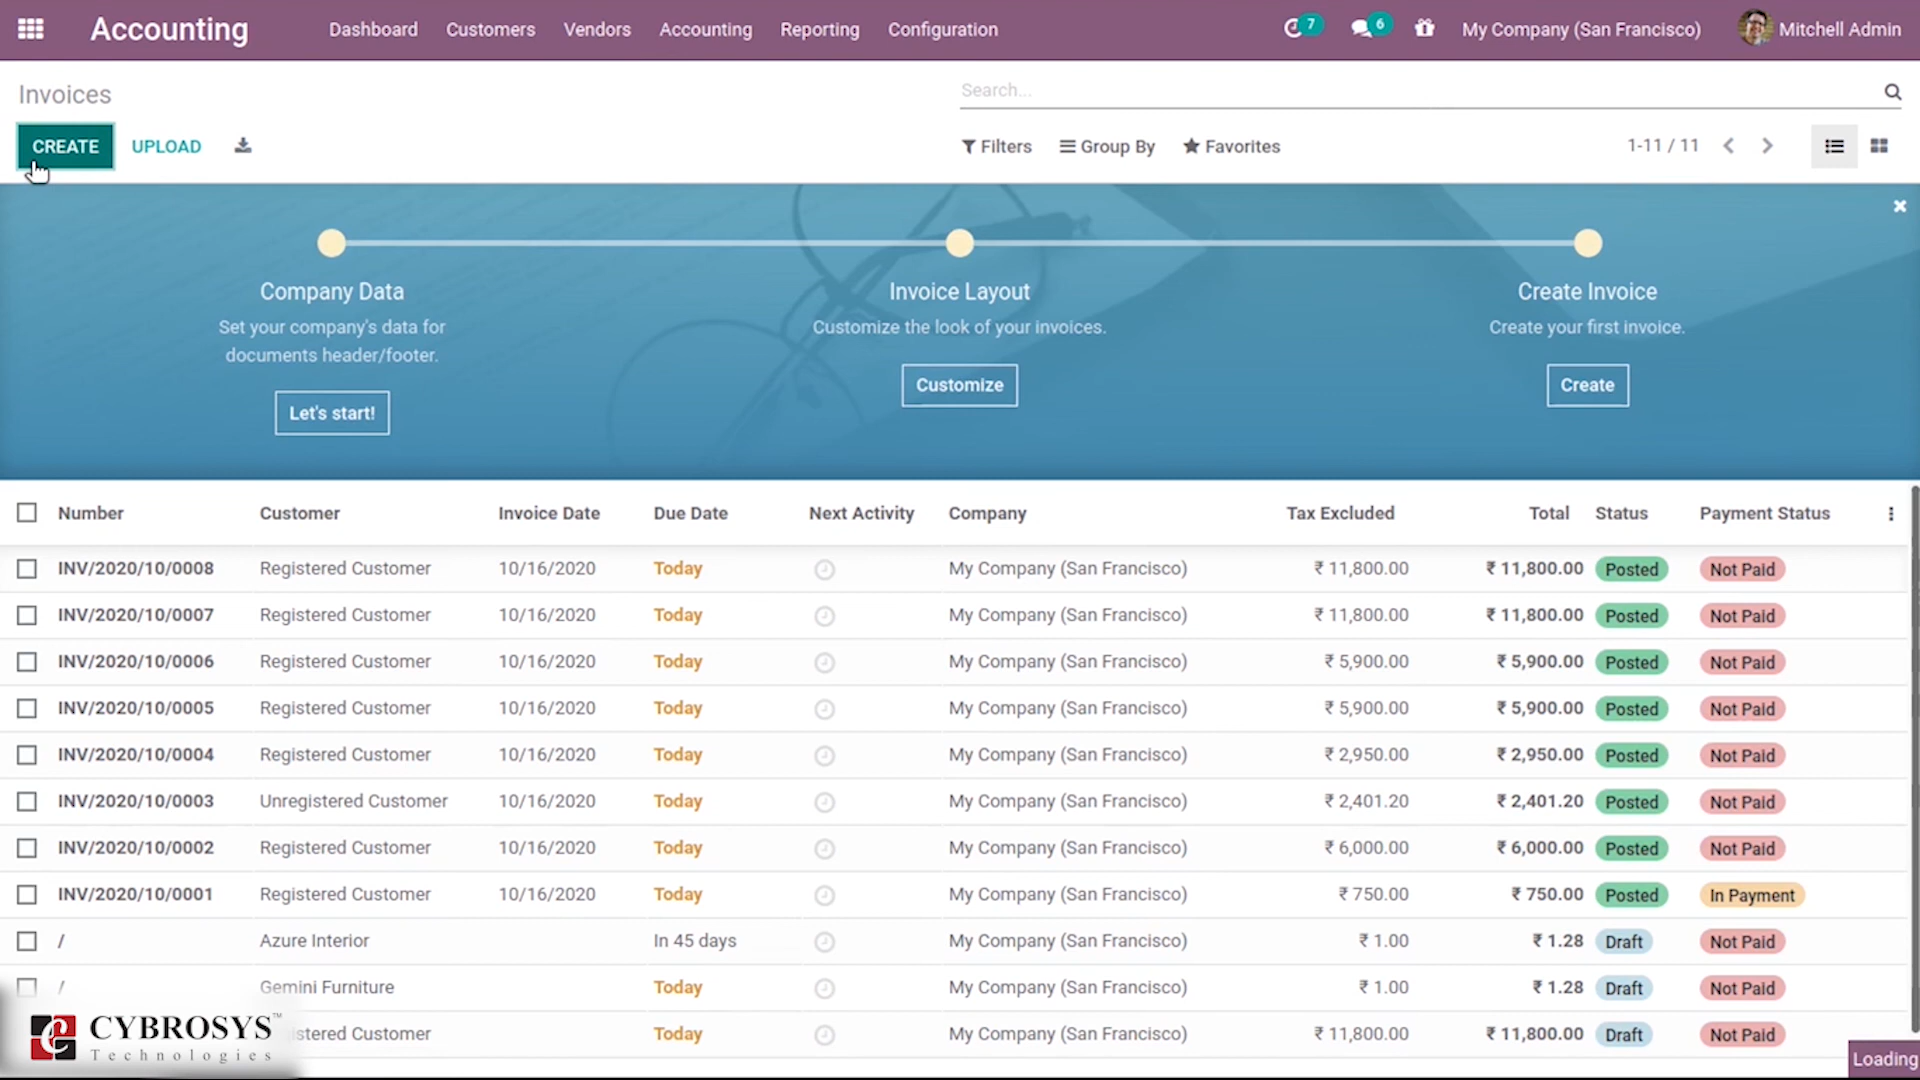 Accounting Dashboard Customers Vendors Accounting Reporting Configuration 7 6 My Company (San Francisco) Mitchell Admin
Invoices
Search...
CREATE UPLOAD Filters Group By Favorites 1-11 / 11
Company Data
Set your company's data for
documents header/footer.
Let's start!
Invoice Layout
Customize the look of your invoices.
Customize
Create Invoice
Create your first invoice.
Create
Number Customer Invoice Date Due Date Next Activity Company Tax Excluded Total Status Payment Status
INV/2020/10/0008 Registered Customer 10/16/2020 Today My Company (San Francisco) ₹ 11,800.00 ₹ 11,800.00 Posted Not Paid
INV/2020/10/0007 Registered Customer 10/16/2020 Today My Company (San Francisco) ₹ 11,800.00 ₹ 11,800.00 Posted Not Paid
INV/2020/10/0006 Registered Customer 10/16/2020 Today My Company (San Francisco) ₹ 5,900.00 ₹ 5,900.00 Posted Not Paid
INV/2020/10/0005 Registered Customer 10/16/2020 Today My Company (San Francisco) ₹ 5,900.00 ₹ 5,900.00 Posted Not Paid
INV/2020/10/0004 Registered Customer 10/16/2020 Today My Company (San Francisco) ₹ 2,950.00 ₹ 2,950.00 Posted Not Paid
INV/2020/10/0003 Unregistered Customer 10/16/2020 Today My Company (San Francisco) ₹ 2,401.20 ₹ 2,401.20 Posted Not Paid
INV/2020/10/0002 Registered Customer 10/16/2020 Today My Company (San Francisco) ₹ 6,000.00 ₹ 6,000.00 Posted Not Paid
INV/2020/10/0001 Registered Customer 10/16/2020 Today My Company (San Francisco) ₹ 750.00 ₹ 750.00 Posted In Payment
/ Azure Interior In 45 days My Company (San Francisco) ₹ 1.00 ₹ 1.28 Draft Not Paid
/ Gemini Furniture Today My Company (San Francisco) ₹ 1.00 ₹ 1.28 Draft Not Paid
istered Customer Today My Company (San Francisco) ₹ 11,800.00 ₹ 11,800.00 Draft Not Paid
CYBROSYS™
Technologies
Loading